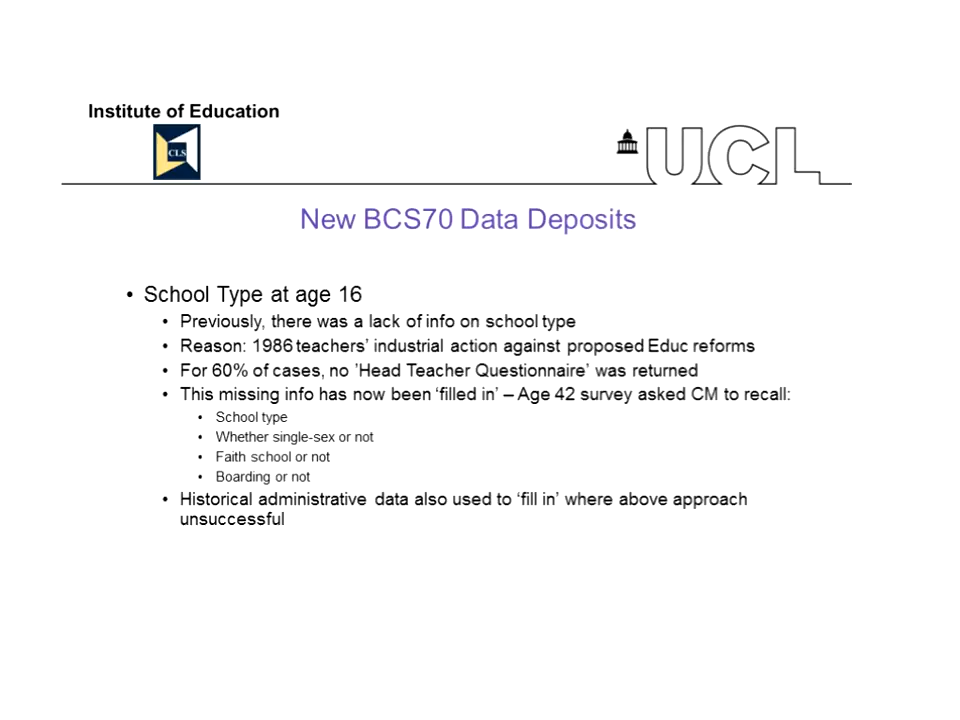 Institute of Education
CLS
UCL
New BCS70 Data Deposits
• School Type at age 16
• Previously, there was a lack of info on school type
• Reason: 1986 teachers’ industrial action against proposed Educ reforms
• For 60% of cases, no ’Head Teacher Questionnaire’ was returned
• This missing info has now been ‘filled in’ – Age 42 survey asked CM to recall:
• School type
• Whether single-sex or not
• Faith school or not
• Boarding or not
• Historical administrative data also used to ‘fill in’ where above approach
unsuccessful